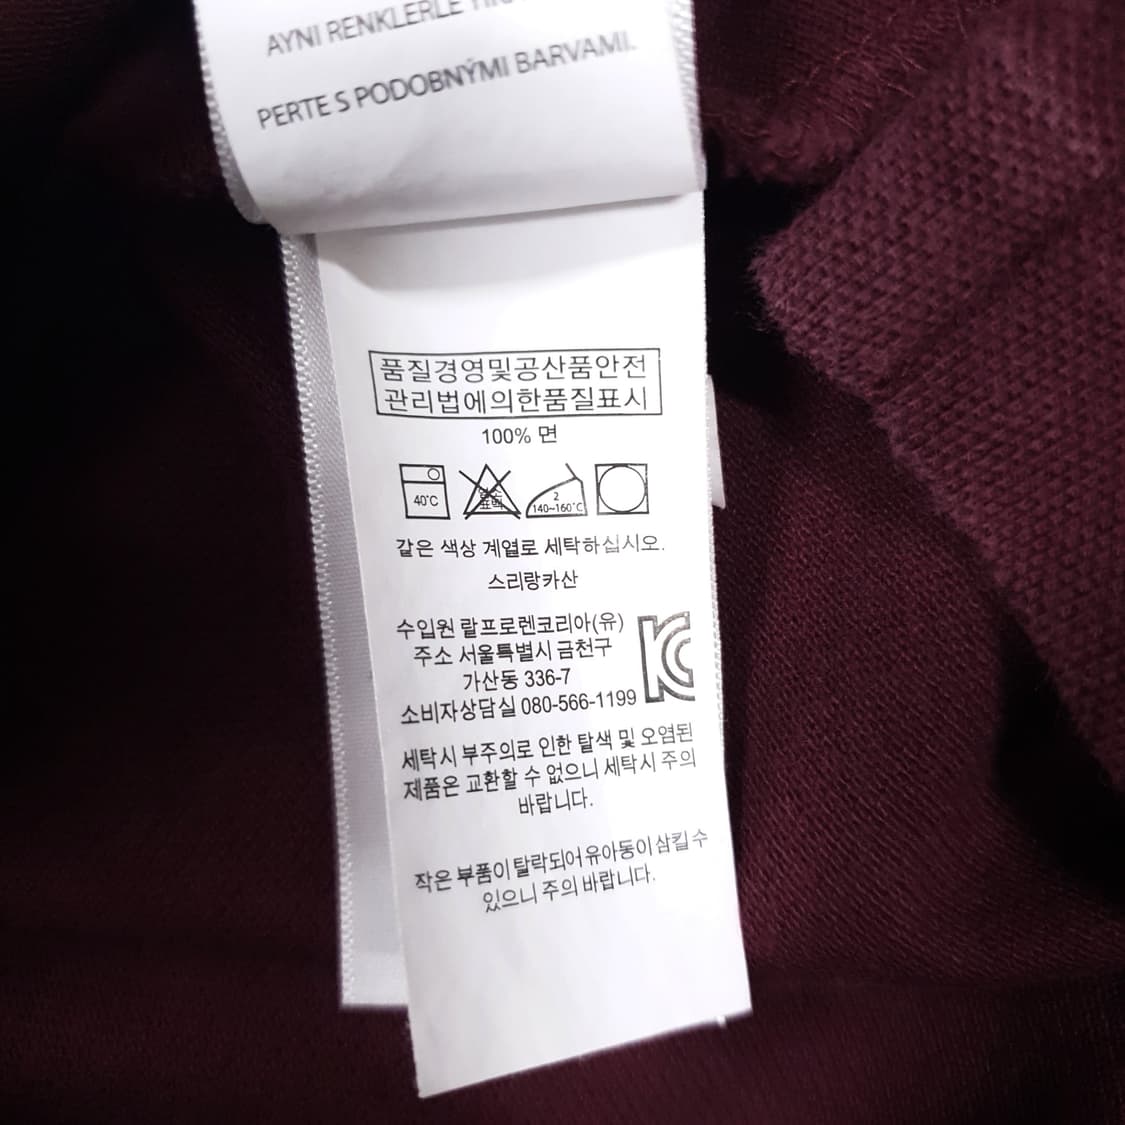 AYNI RENKLERLE
PERTE S PODOBNÝMI BARVAMI.
품질경영및공산품안전
관리법에의한품질표시
100% 면
40°C
염소
표백
2
140~160°C
같은 색상 계열로 세탁하십시오.
스리랑카산
수입원 랄프로렌코리아(유)
주소 서울특별시 금천구
가산동 336-7
소비자상담실 080-566-1199
KC
세탁시 부주의로 인한 탈색 및 오염된
제품은 교환할 수 없으니 세탁시 주의
바랍니다.
작은 부품이 탈락되어 유아동이 삼킬 수
있으니 주의 바랍니다.